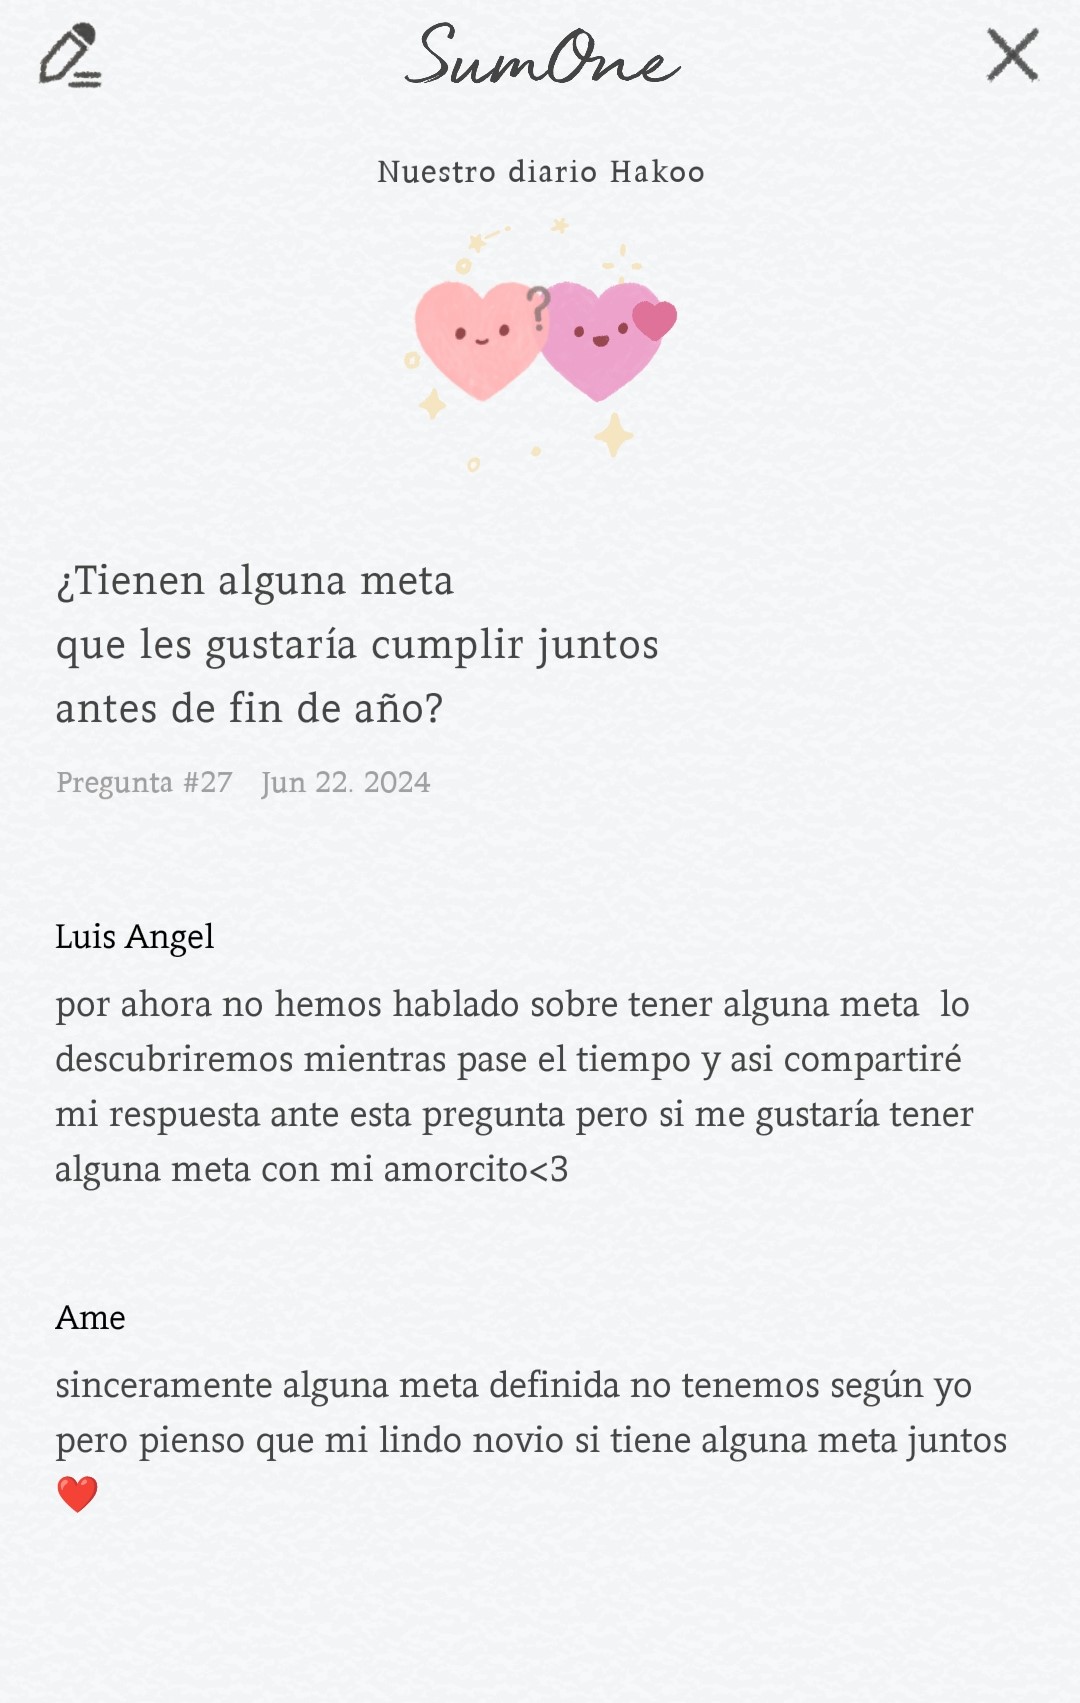 SumOne
Nuestro diario Hakoo
?
¿Tienen alguna meta
que les gustaría cumplir juntos
antes de fin de año?
Pregunta #27 Jun 22. 2024
Luis Angel
por ahora no hemos hablado sobre tener alguna meta  lo
descubriremos mientras pase el tiempo y asi compartiré
mi respuesta ante esta pregunta pero si me gustaría tener
alguna meta con mi amorcito<3
Ame
sinceramente alguna meta definida no tenemos según yo
pero pienso que mi lindo novio si tiene alguna meta juntos
❤️